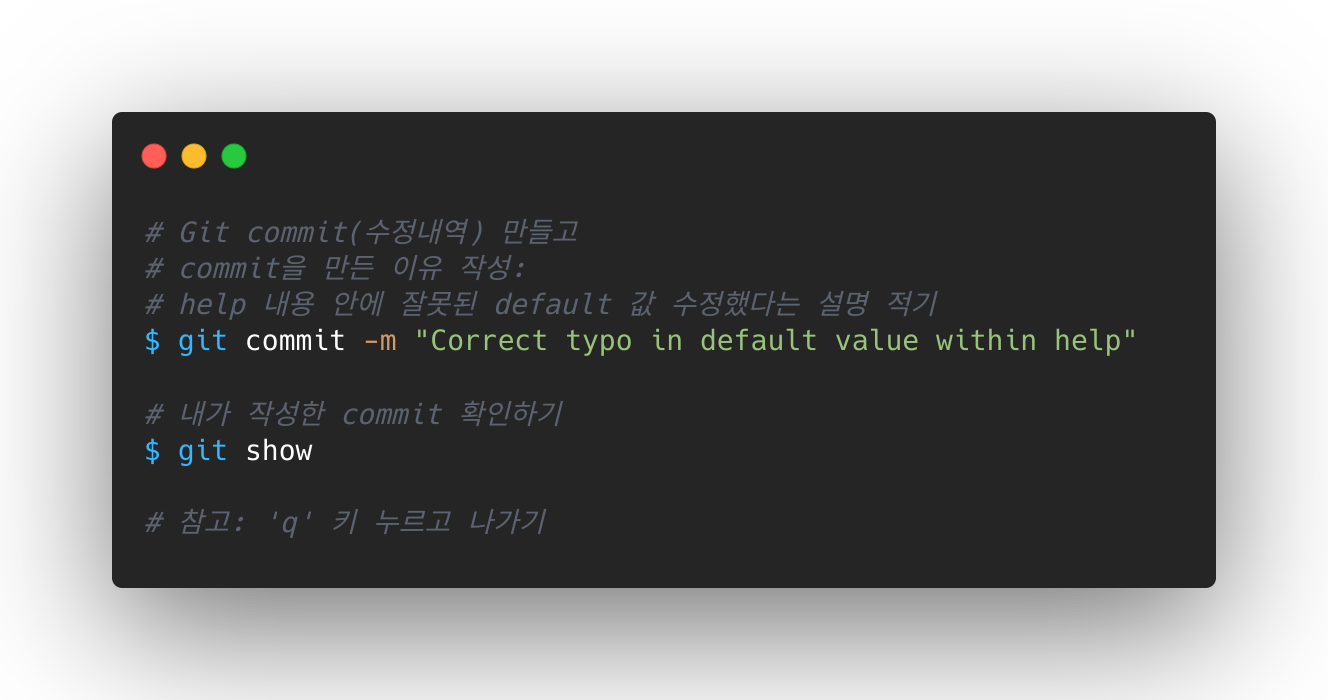 # Git commit(수정내역) 만들고
# commit을 만든 이유 작성:
# help 내용 안에 잘못된 default 값 수정했다는 설명 적기
$ git commit -m "Correct typo in default value within help"
# 내가 작성한 commit 확인하기
$ git show
# 참고: 'q' 키 누르고 나가기